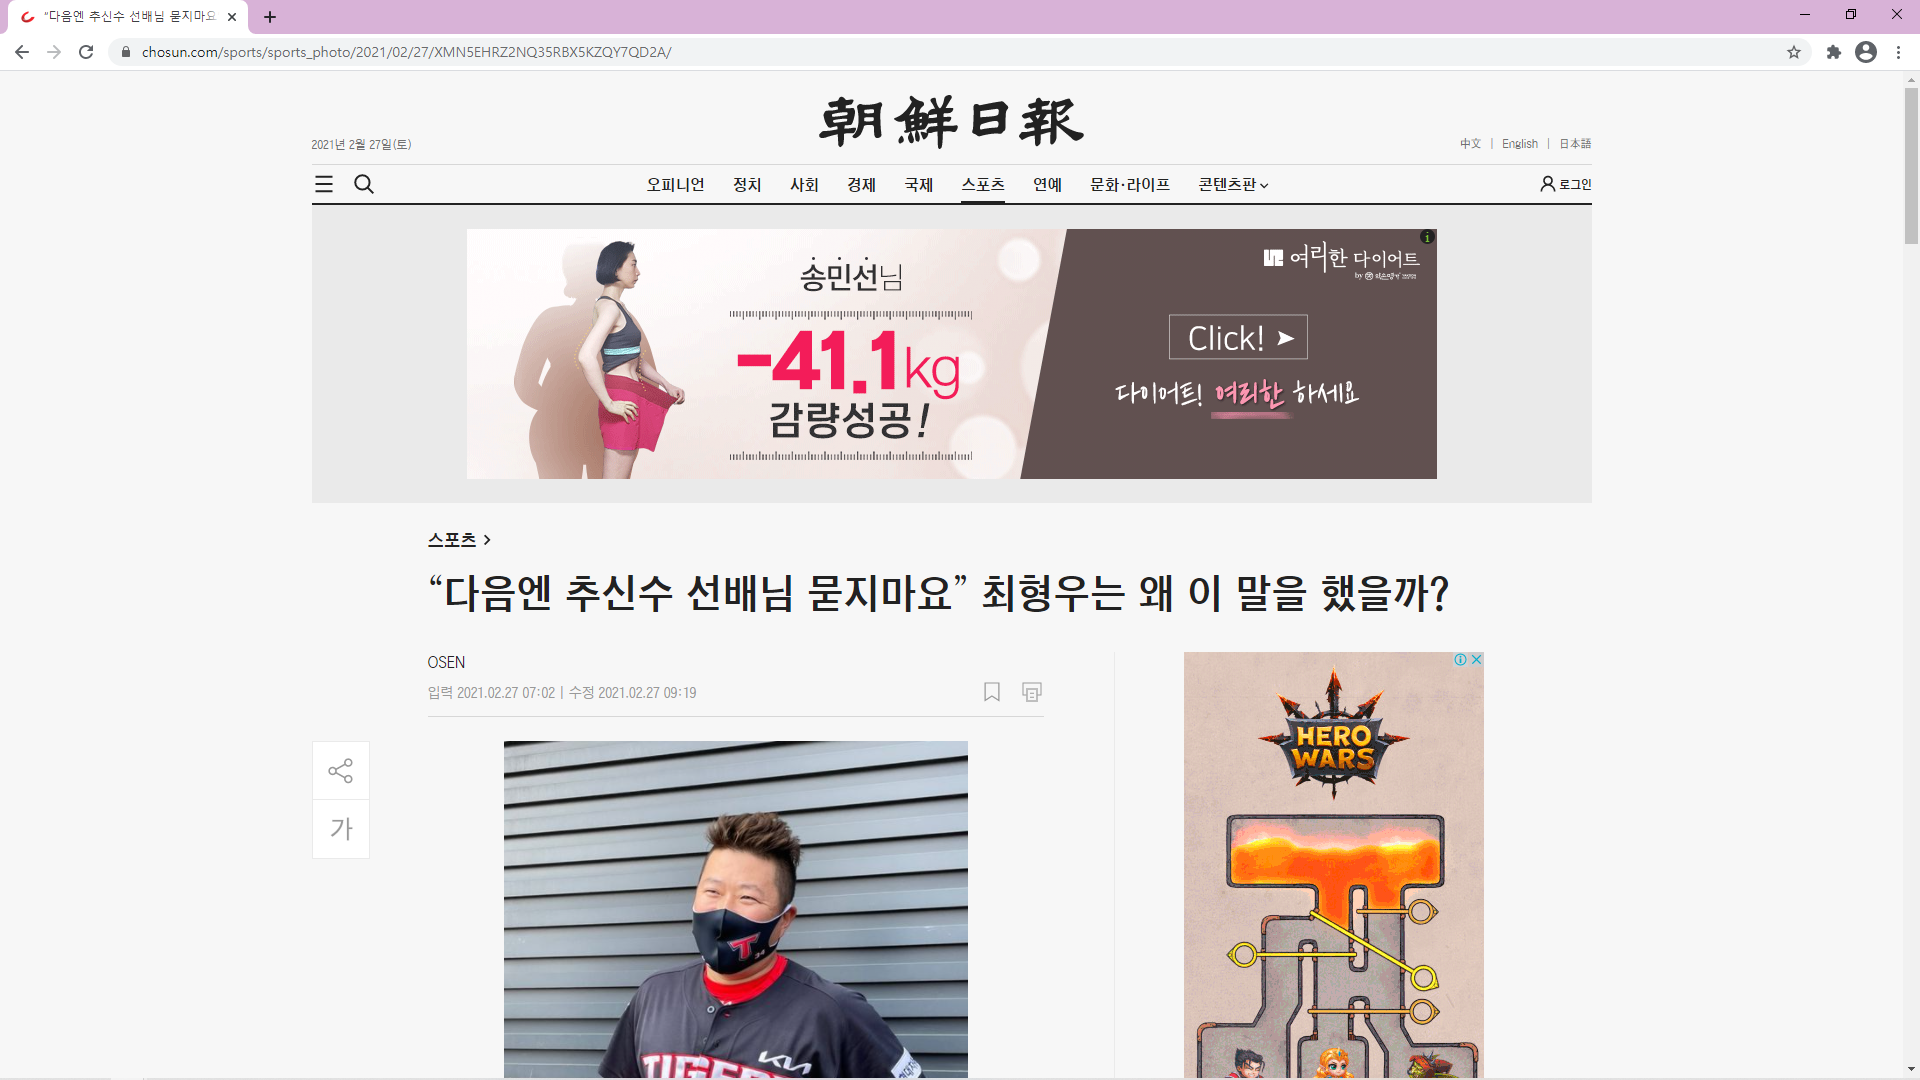 “다음엔 추신수 선배님 묻지마요
chosun.com/sports/sports_photo/2021/02/27/XMN5EHRZ2NQ35RBX5KZQY7QD2A/
朝鮮日報
2021년 2월 27일(토)
中文 | English | 日本語
오피니언 정치 사회 경제 국제 스포츠 연예 문화·라이프 콘텐츠판
로그인
송민선님
-41.1kg
감량성공!
여리한 다이어트
by
Click! ➤
다이어트! 여리한 하세요
스포츠 >
“다음엔 추신수 선배님 묻지마요” 최형우는 왜 이 말을 했을까?
OSEN
입력 2021.02.27 07:02 | 수정 2021.02.27 09:19
가
T 34
TIGERS
HERO
WARS